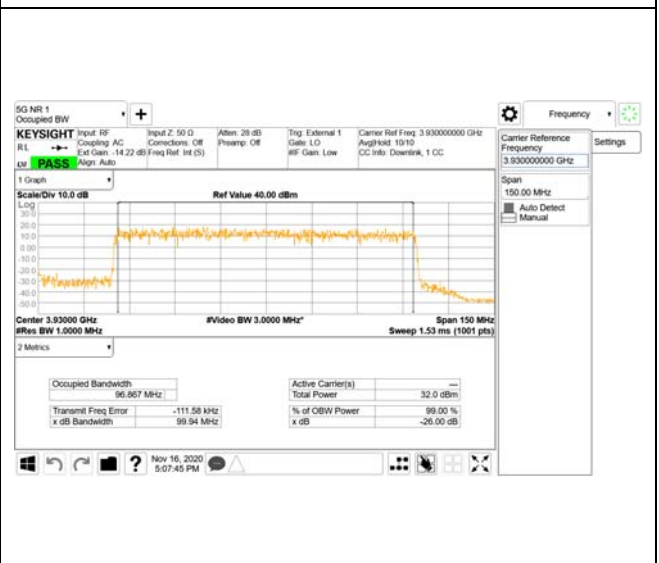 5G NR 1
Occupied BW
+
Frequency
KEYSIGHT
RL
PASS
Input: RF
Coupling: AC
Ext Gain: -14.22 dB
Align: Auto
Input Z: 50 Ω
Corrections: Off
Freq Ref: Int (S)
Atten: 28 dB
Preamp: Off
Trig: External 1
Gate: LO
#IF Gain: Low
Carrier Ref Freq: 3.930000000 GHz
Avg|Hold: 10/10
CC Info: Downlink, 1 CC
Carrier Reference
Frequency
3.930000000 GHz
Settings
Span
150.00 MHz
Auto Detect
Manual
1 Graph
Scale/Div 10.0 dB
Ref Value 40.00 dBm
Log
30.0
20.0
10.0
0.00
-10.0
-20.0
-30.0
-40.0
-50.0
Center 3.93000 GHz
#Video BW 3.0000 MHz*
Span 150 MHz
#Res BW 1.0000 MHz
Sweep 1.53 ms (1001 pts)
2 Metrics
Occupied Bandwidth
96.867 MHz
Active Carrier(s)
---
Total Power
32.0 dBm
Transmit Freq Error
-111.58 kHz
% of OBW Power
99.00 %
x dB Bandwidth
99.94 MHz
x dB
-26.00 dB
?
Nov 16, 2020
5:07:45 PM